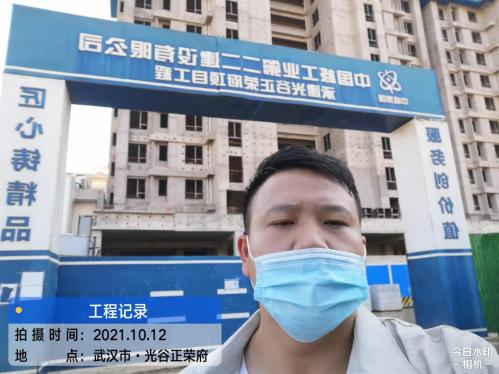 中国核工业第二二建设有限公司
承建光谷正荣府项目工程
中核集团
匠心铸精品
服务创价值
工程记录
拍摄时间：2021.10.12
地 点：武汉市·光谷正荣府
今日水印
－相机－